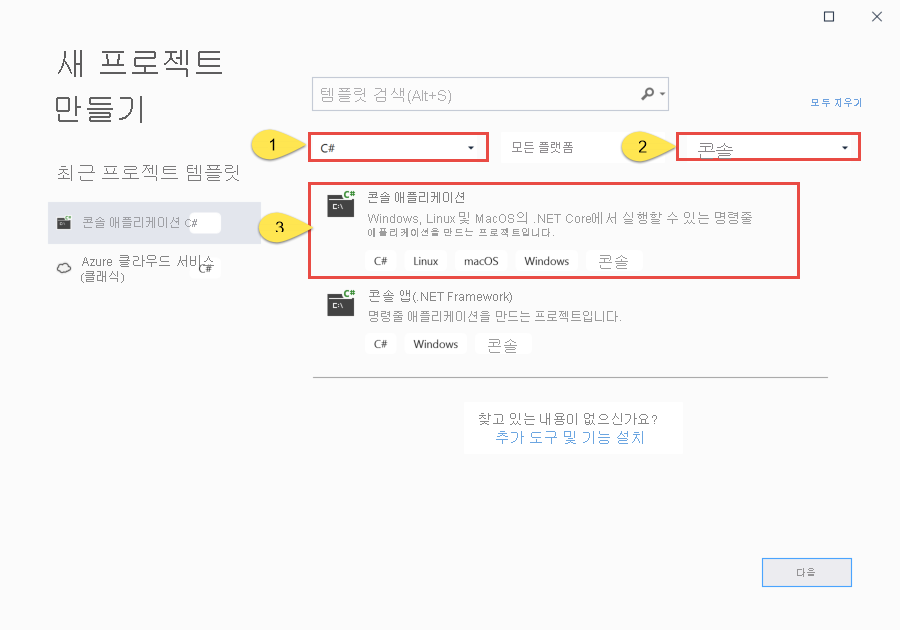 새 프로젝트
만들기
템플릿 검색(Alt+S)
모두 지우기
1
C#
모든 플랫폼
2
콘솔
최근 프로젝트 템플릿
콘솔 애플리케이션 C#
Azure 클라우드 서비스
(클래식)
C#
3
C#
E:\
콘솔 애플리케이션
Windows, Linux 및 MacOS의 .NET Core에서 실행할 수 있는 명령줄
애플리케이션을 만드는 프로젝트입니다.
C# Linux macOS Windows 콘솔
C#
E:\
콘솔 앱(.NET Framework)
명령줄 애플리케이션을 만드는 프로젝트입니다.
C# Windows 콘솔
찾고 있는 내용이 없으신가요?
추가 도구 및 기능 설치
다음